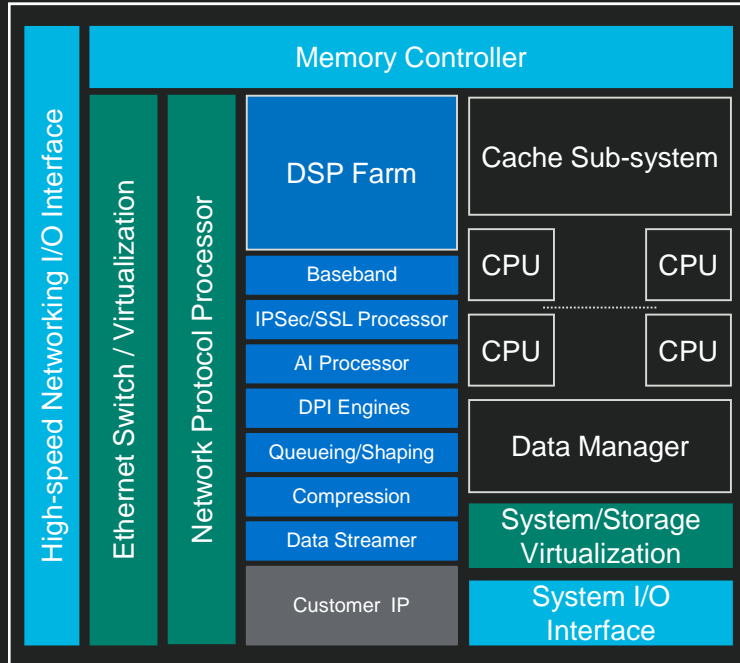 Memory Controller
High-speed Networking I/O Interface
Ethernet Switch / Virtualization
Network Protocol Processor
DSP Farm
Baseband
IPSec/SSL Processor
AI Processor
DPI Engines
Queueing/Shaping
Compression
Data Streamer
Customer IP
Cache Sub-system
CPU
CPU
CPU
CPU
Data Manager
System/Storage
Virtualization
System I/O
Interface